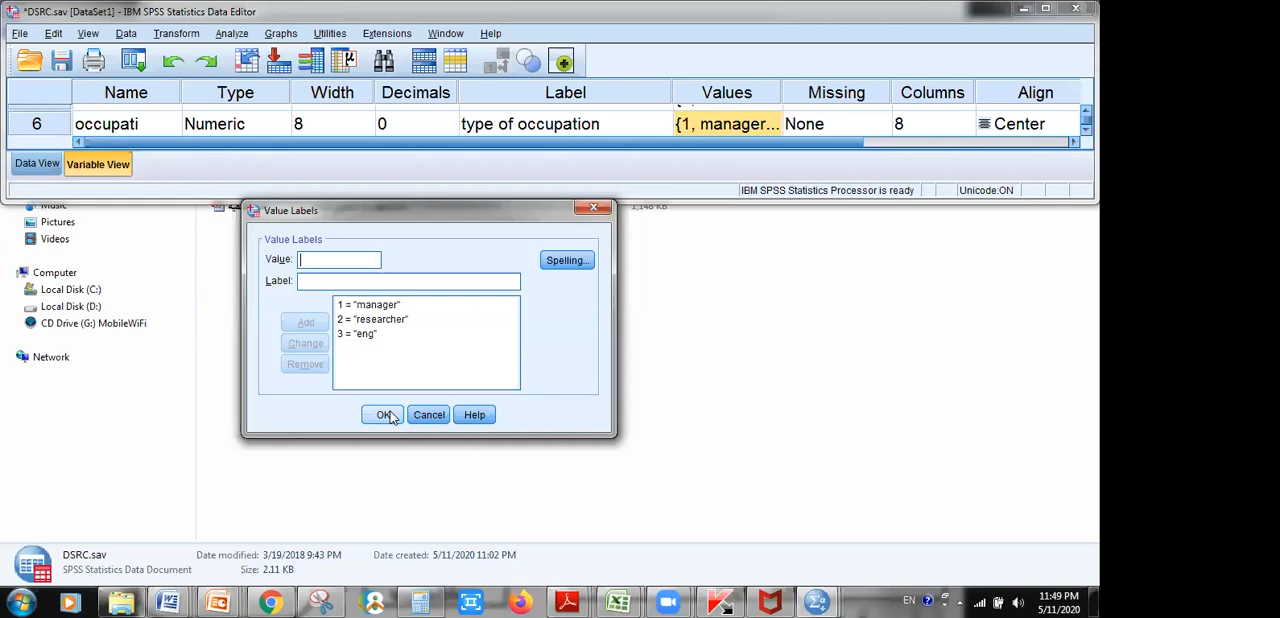 *DSRC.sav [DataSet1] - IBM SPSS Statistics Data Editor
File Edit View Data Transform Analyze Graphs Utilities Extensions Window Help
Name Type Width Decimals Label Values Missing Columns Align
6 occupati Numeric 8 0 type of occupation {1, manager... None 8 Center
Data View Variable View
IBM SPSS Statistics Processor is ready Unicode:ON
Music 1,148 KB
Pictures
Videos
Computer
Local Disk (C:)
Local Disk (D:)
CD Drive (G:) MobileWiFi
Network
Value Labels
Value Labels
Value:
Spelling...
Label:
1 = "manager"
2 = "researcher"
3 = "eng"
Add
Change
Remove
OK Cancel Help
DSRC.sav Date modified: 3/19/2018 9:43 PM Date created: 5/11/2020 11:02 PM
SPSS Statistics Data Document Size: 2.11 KB
EN 11:49 PM
5/11/2020